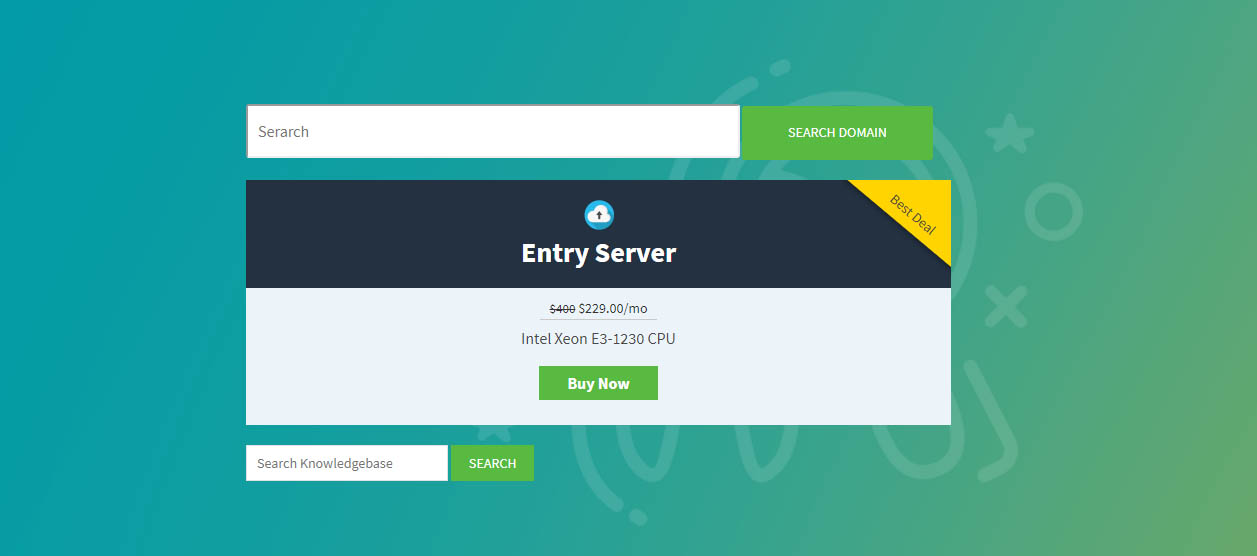 Serarch
SEARCH DOMAIN
Best Deal
Entry Server
$400 $229.00/mo
Intel Xeon E3-1230 CPU
Buy Now
Search Knowledgebase
SEARCH